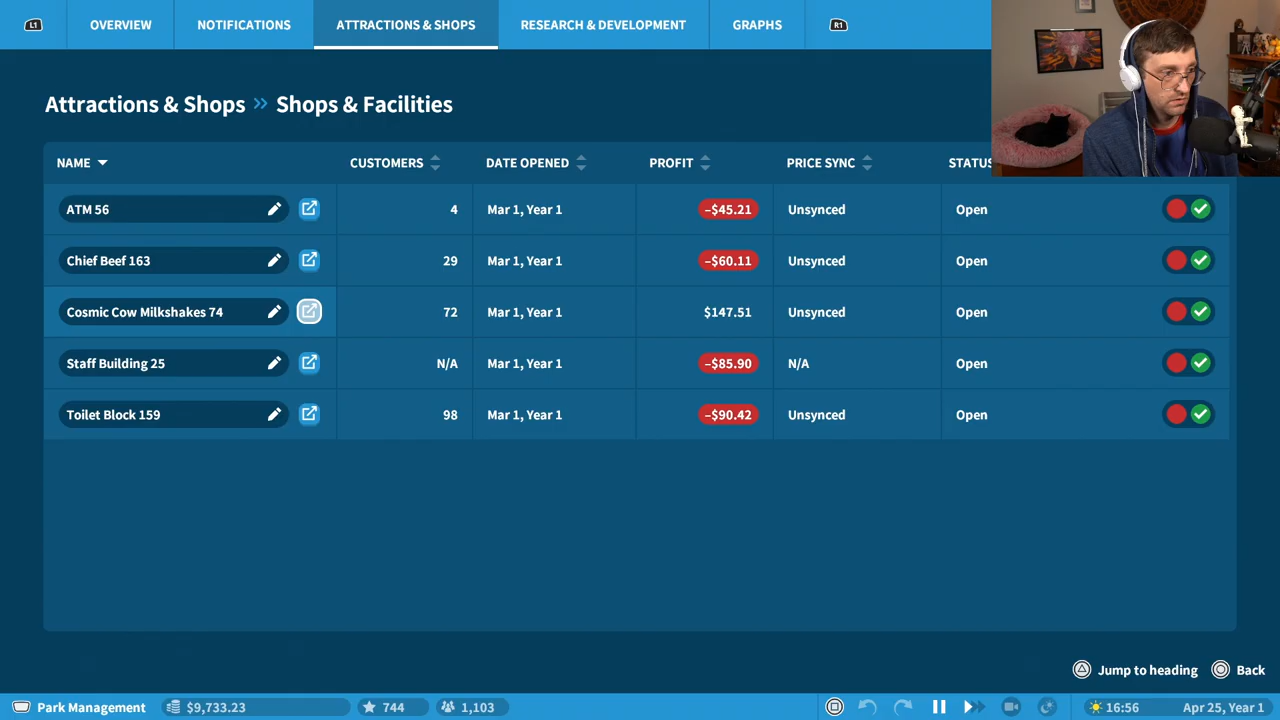 L1 OVERVIEW NOTIFICATIONS ATTRACTIONS & SHOPS RESEARCH & DEVELOPMENT GRAPHS R1
Attractions & Shops » Shops & Facilities
NAME CUSTOMERS DATE OPENED PROFIT PRICE SYNC STATUS
ATM 56 4 Mar 1, Year 1 –$45.21 Unsynced Open
Chief Beef 163 29 Mar 1, Year 1 –$60.11 Unsynced Open
Cosmic Cow Milkshakes 74 72 Mar 1, Year 1 $147.51 Unsynced Open
Staff Building 25 N/A Mar 1, Year 1 –$85.90 N/A Open
Toilet Block 159 98 Mar 1, Year 1 –$90.42 Unsynced Open
Jump to heading Back
Park Management $9,733.23 744 1,103 16:56 Apr 25, Year 1